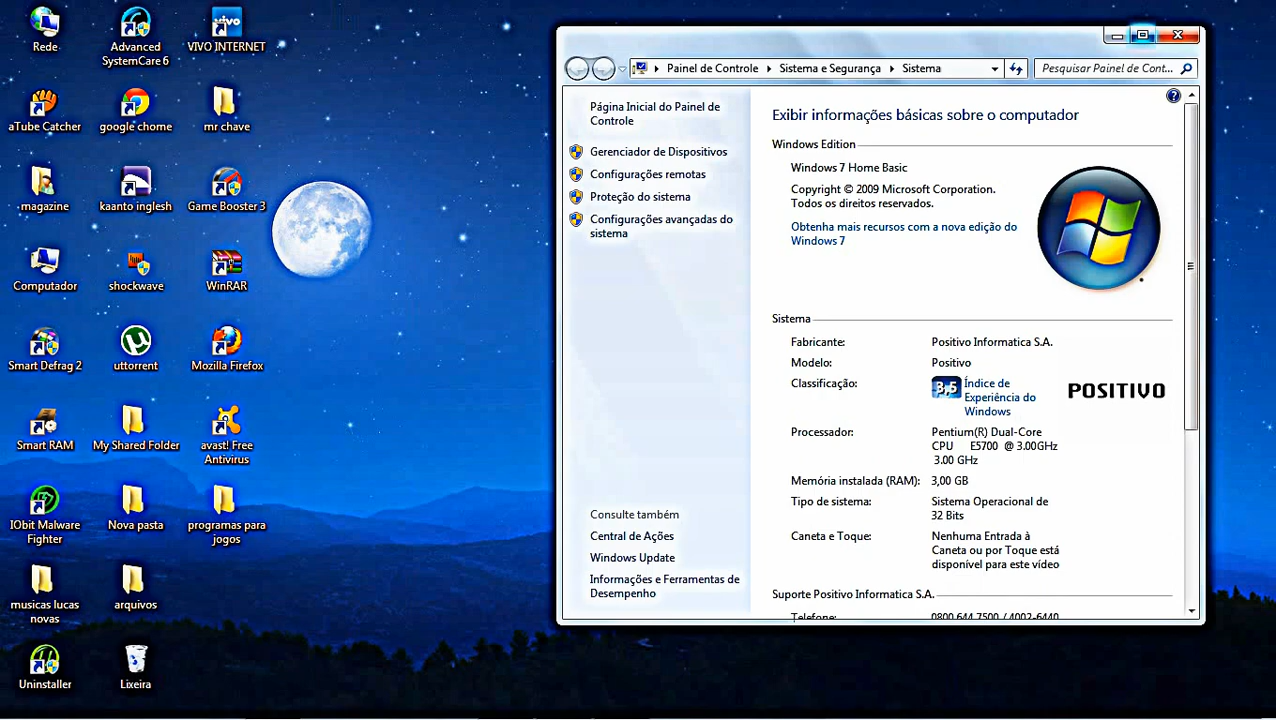 Rede
Advanced
SystemCare 6
vivo
VIVO INTERNET
aTube Catcher
google chome
mr chave
magazine
kaanto inglesh
Game Booster 3
Computador
shockwave
WinRAR
Smart Defrag 2
uttorrent
Mozilla Firefox
Smart RAM
My Shared Folder
avast! Free
Antivirus
IObit Malware
Fighter
Nova pasta
programas para
jogos
musicas lucas
novas
arquivos
Uninstaller
Lixeira
Painel de Controle
Sistema e Segurança
Sistema
Pesquisar Painel de Cont...
Página Inicial do Painel de
Controle
Gerenciador de Dispositivos
Configurações remotas
Proteção do sistema
Configurações avançadas do
sistema
Consulte também
Central de Ações
Windows Update
Informações e Ferramentas de
Desempenho
Exibir informações básicas sobre o computador
Windows Edition
Windows 7 Home Basic
Copyright © 2009 Microsoft Corporation.
Todos os direitos reservados.
Obtenha mais recursos com a nova edição do
Windows 7
Sistema
Fabricante: Positivo Informatica S.A.
Modelo: Positivo
Classificação: 3,5 Índice de
Experiência do
Windows
POSITIVO
Processador: Pentium(R) Dual-Core
CPU E5700 @ 3.00GHz
3.00 GHz
Memória instalada (RAM): 3,00 GB
Tipo de sistema: Sistema Operacional de
32 Bits
Caneta e Toque: Nenhuma Entrada à
Caneta ou por Toque está
disponível para este vídeo
Suporte Positivo Informatica S.A.
Telefone: 0800 644 7500 / 4002-6440